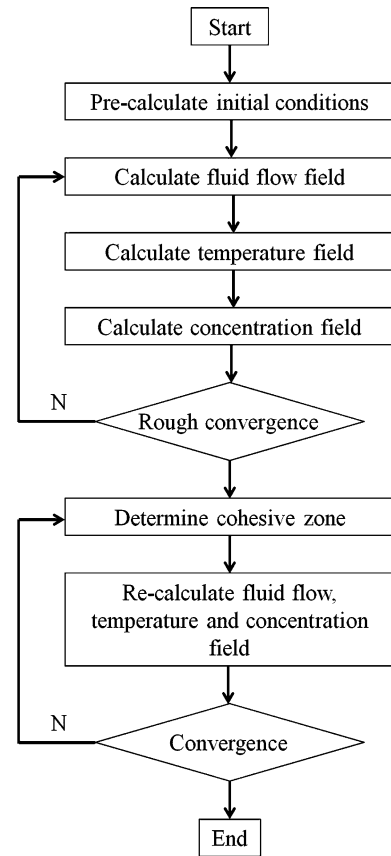 Start
Pre-calculate initial conditions
Calculate fluid flow field
Calculate temperature field
Calculate concentration field
N
Rough convergence
Determine cohesive zone
Re-calculate fluid flow,
temperature and concentration
field
N
Convergence
End